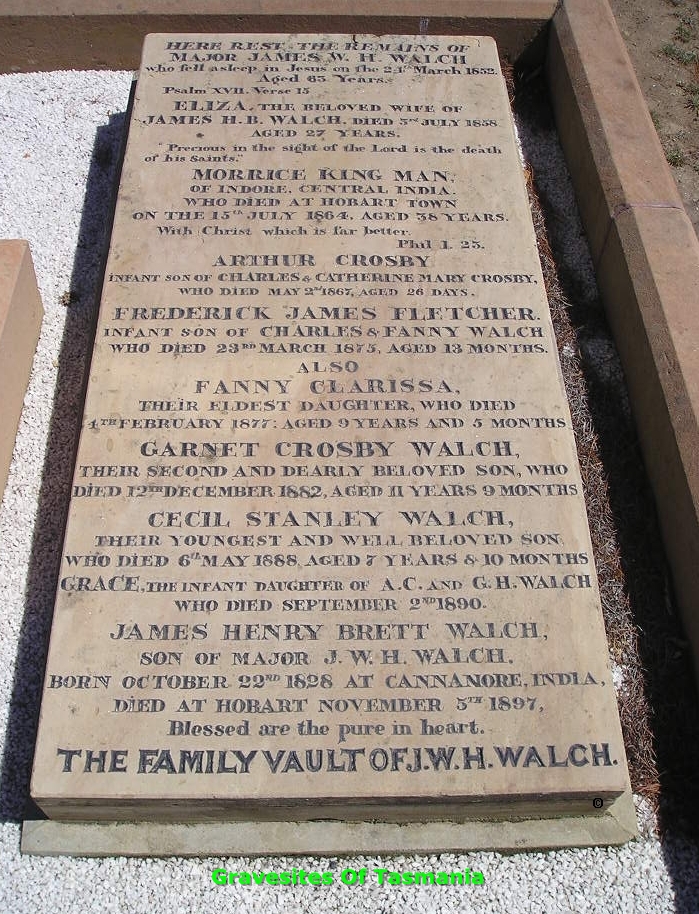 HERE REST THE REMAINS OF
MAJOR JAMES W. H. WALCH
who fell asleep in Jesus on the March 1852.
Aged 63 Years.
Psalm XVII. Verse 15
ELIZA, THE BELOVED WIFE OF
JAMES H.B. WALCH, DIED 3RD JULY 1858.
AGED 27 YEARS.
"Precious in the sight of the Lord is the death
of his Saints."
MORRICE KING MAN,
OF INDORE, CENTRAL INDIA.
WHO DIED AT HOBART TOWN
ON THE 15TH JULY 1864, AGED 38 YEARS.
With Christ which is far better.
Phil 1. 23.
ARTHUR CROSBY
INFANT SON OF CHARLES & CATHERINE MARY CROSBY,
WHO DIED MAY 2ND 1867, AGED 26 DAYS.
FREDERICK JAMES FLETCHER.
INFANT SON OF CHARLES & FANNY WALCH
WHO DIED 23RD MARCH 1875, AGED 13 MONTHS.
ALSO
FANNY CLARISSA,
THEIR ELDEST DAUGHTER, WHO DIED
4TH FEBRUARY 1877: AGED 9 YEARS AND 5 MONTHS
GARNET CROSBY WALCH,
THEIR SECOND AND DEARLY BELOVED SON, WHO
DIED 12TH DECEMBER 1882, AGED 11 YEARS 9 MONTHS
CECIL STANLEY WALCH,
THEIR YOUNGEST AND WELL BELOVED SON
WHO DIED 6TH MAY 1888, AGED 7 YEARS & 10 MONTHS
GRACE, THE INFANT DAUGHTER OF A.C. AND G.H. WALCH
WHO DIED SEPTEMBER 2ND 1890.
JAMES HENRY BRETT WALCH,
SON OF MAJOR J.W.H. WALCH.
BORN OCTOBER 22ND 1828 AT CANNANORE, INDIA,
DIED AT HOBART NOVEMBER 5TH 1897,
Blessed are the pure in heart.
THE FAMILY VAULT OF J.W.H. WALCH.
©
Gravesites Of Tasmania